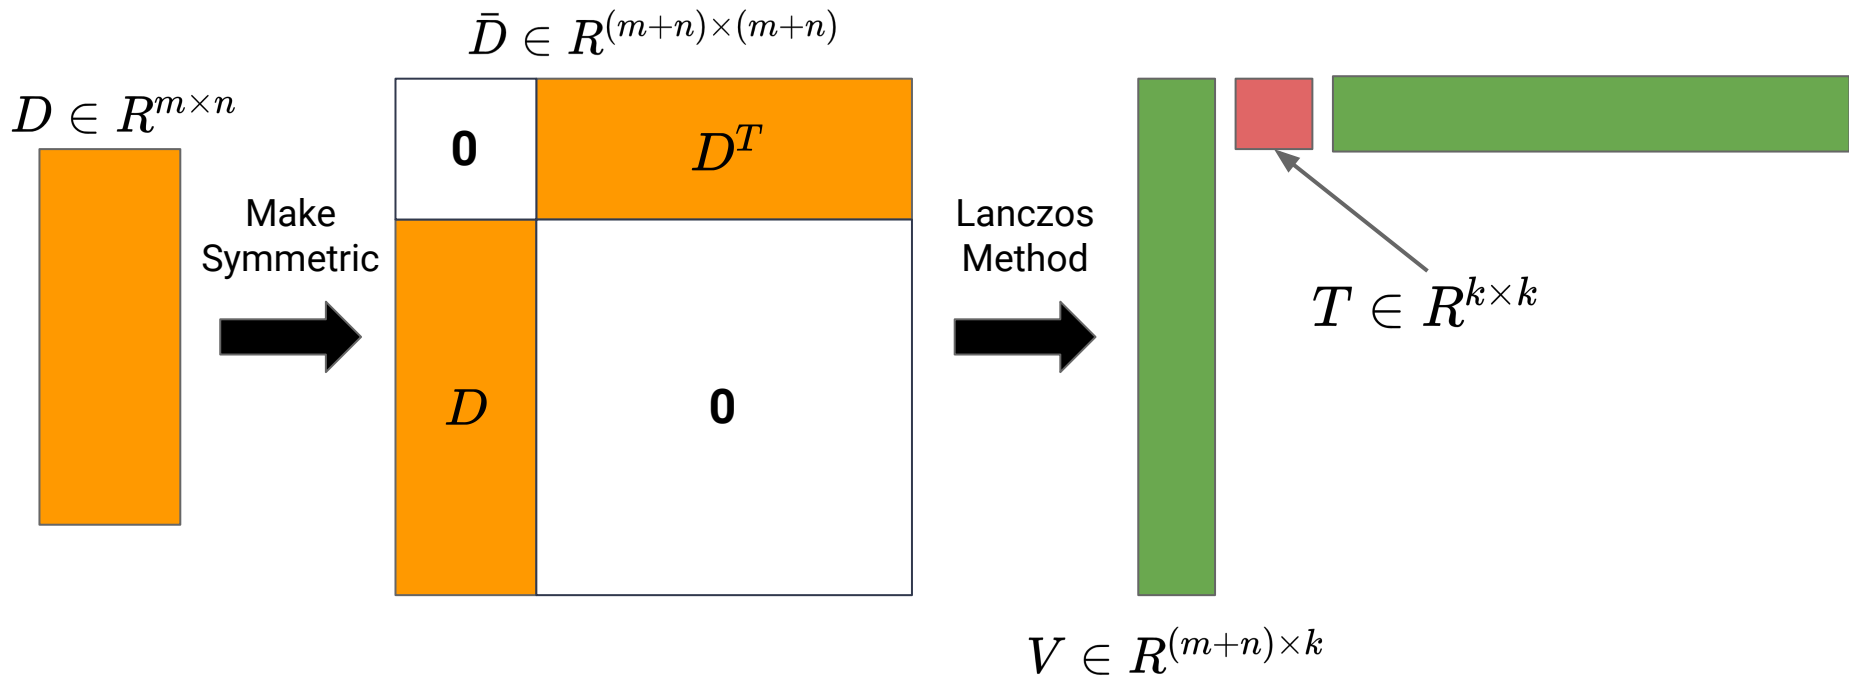 D̄ ∈ R^{(m+n)×(m+n)}
D ∈ R^{m×n}
0
D^T
Make
Symmetric
Lanczos
Method
T ∈ R^{k×k}
D
0
V ∈ R^{(m+n)×k}